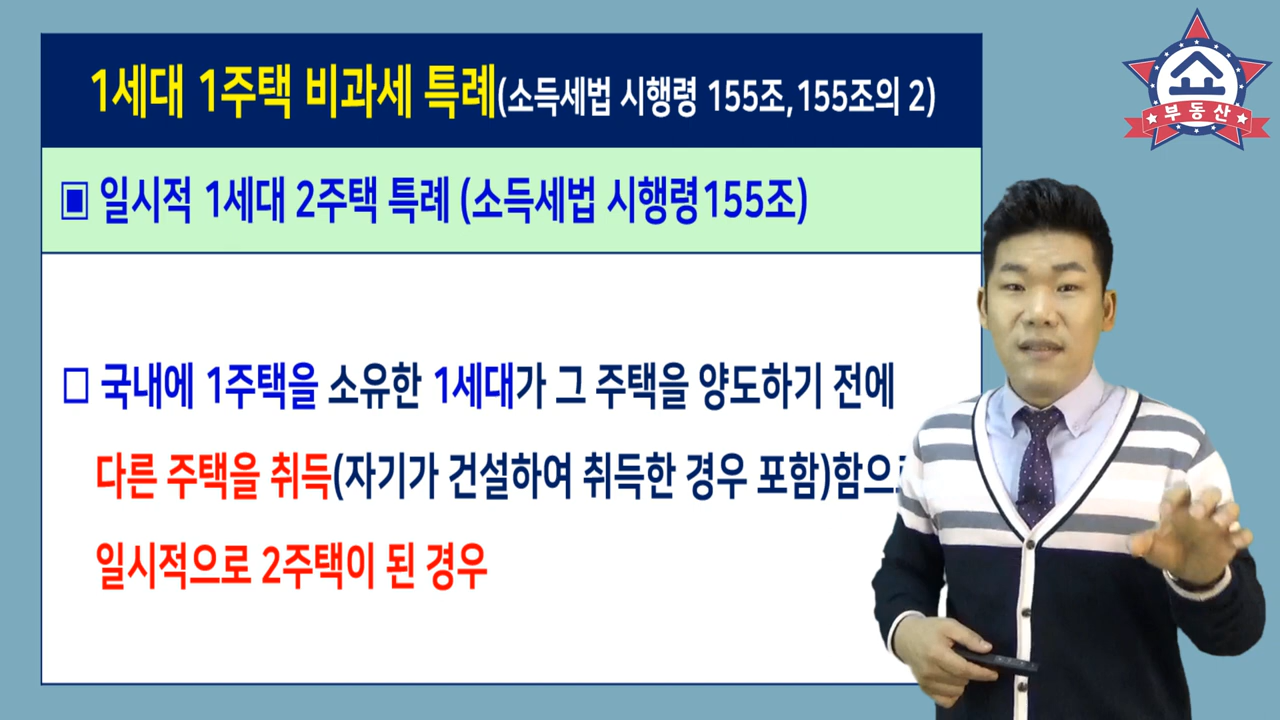 1세대 1주택 비과세 특례(소득세법 시행령 155조, 155조의 2)
부동산
▣ 일시적 1세대 2주택 특례 (소득세법 시행령155조)
□ 국내에 1주택을 소유한 1세대가 그 주택을 양도하기 전에
다른 주택을 취득(자기가 건설하여 취득한 경우 포함)함으
일시적으로 2주택이 된 경우